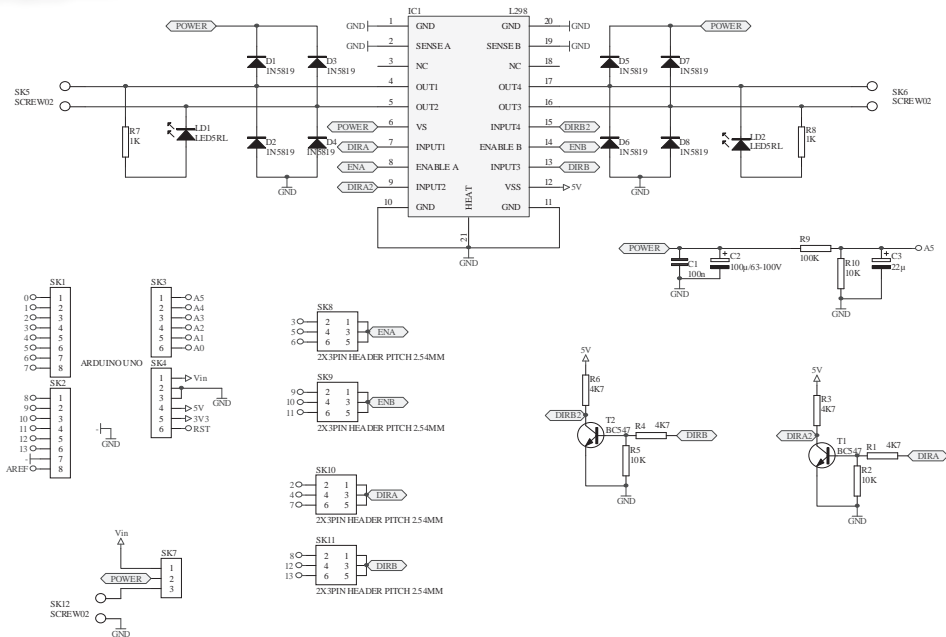 IC1 L298
POWER GND 1 GND GND 20 GND POWER
GND 2 SENSE A SENSE B 19 GND
D1 1N5819 D3 1N5819 3 NC NC 18 D5 1N5819 D7 1N5819
SK5 SCREW02 4 OUT1 OUT4 17 SK6 SCREW02
5 OUT2 OUT3 16
R7 1K LD1 LED5RL POWER 6 VS INPUT4 15 DIRB2 LD2 LED5RL R8 1K
D2 1N5819 D4 1N5819 DIRA 7 INPUT1 ENABLE B 14 ENB D6 1N5819 D8 1N5819
ENA 8 ENABLE A INPUT3 13 DIRB
GND DIRA2 9 INPUT2 VSS 12 5V GND
10 GND HEAT GND 11
21
GND
POWER R9 100K A5
C1 100n C2 + 100µ/63-100V R10 10K C3 + 22µ
GND GND
SK1
0 1
1 2
2 3
3 4
4 5
5 6
6 7
7 8
SK2
8 1
9 2
10 3
11 4
12 5
13 6
- 7
AREF 8
ARDUINO UNO
- GND
SK3
1 A5
2 A4
3 A3
4 A2
5 A1
6 A0
SK4
1 Vin
2 GND
3
4 5V
5 3V3
6 RST
SK8
3 2 1
5 4 3 ENA
6 6 5
2X3PIN HEADER PITCH 2.54MM
SK9
9 2 1
10 4 3 ENB
11 6 5
2X3PIN HEADER PITCH 2.54MM
SK10
2 2 1
4 4 3 DIRA
7 6 5
2X3PIN HEADER PITCH 2.54MM
SK11
8 2 1
12 4 3 DIRB
13 6 5
2X3PIN HEADER PITCH 2.54MM
5V
R6 4K7
DIRB2 T2 BC547 R4 4K7 DIRB
R5 10K
GND
5V
R3 4K7
DIRA2 T1 BC547 R1 4K7 DIRA
R2 10K
GND
Vin SK7
1
POWER 2
3
SK12 SCREW02
GND